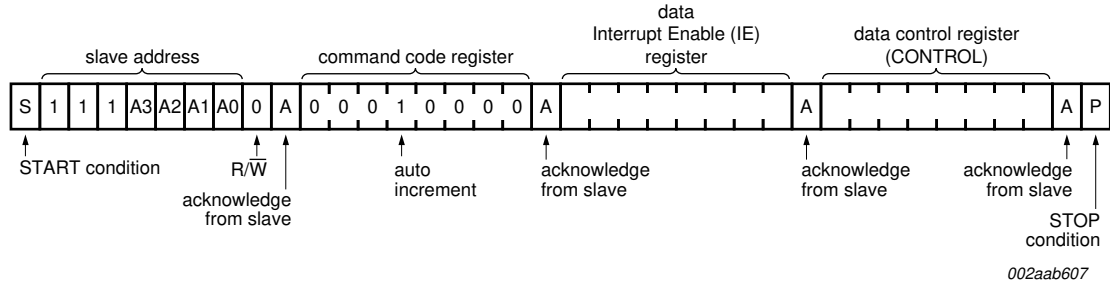 data
Interrupt Enable (IE)
register
data control register
(CONTROL)
slave address
command code register
S 1 1 1 A3 A2 A1 A0 0 A 0 0 0 1 0 0 0 0 A A A P
START condition
R/W̅
acknowledge
from slave
auto
increment
acknowledge
from slave
acknowledge
from slave
acknowledge
from slave
STOP
condition
002aab607